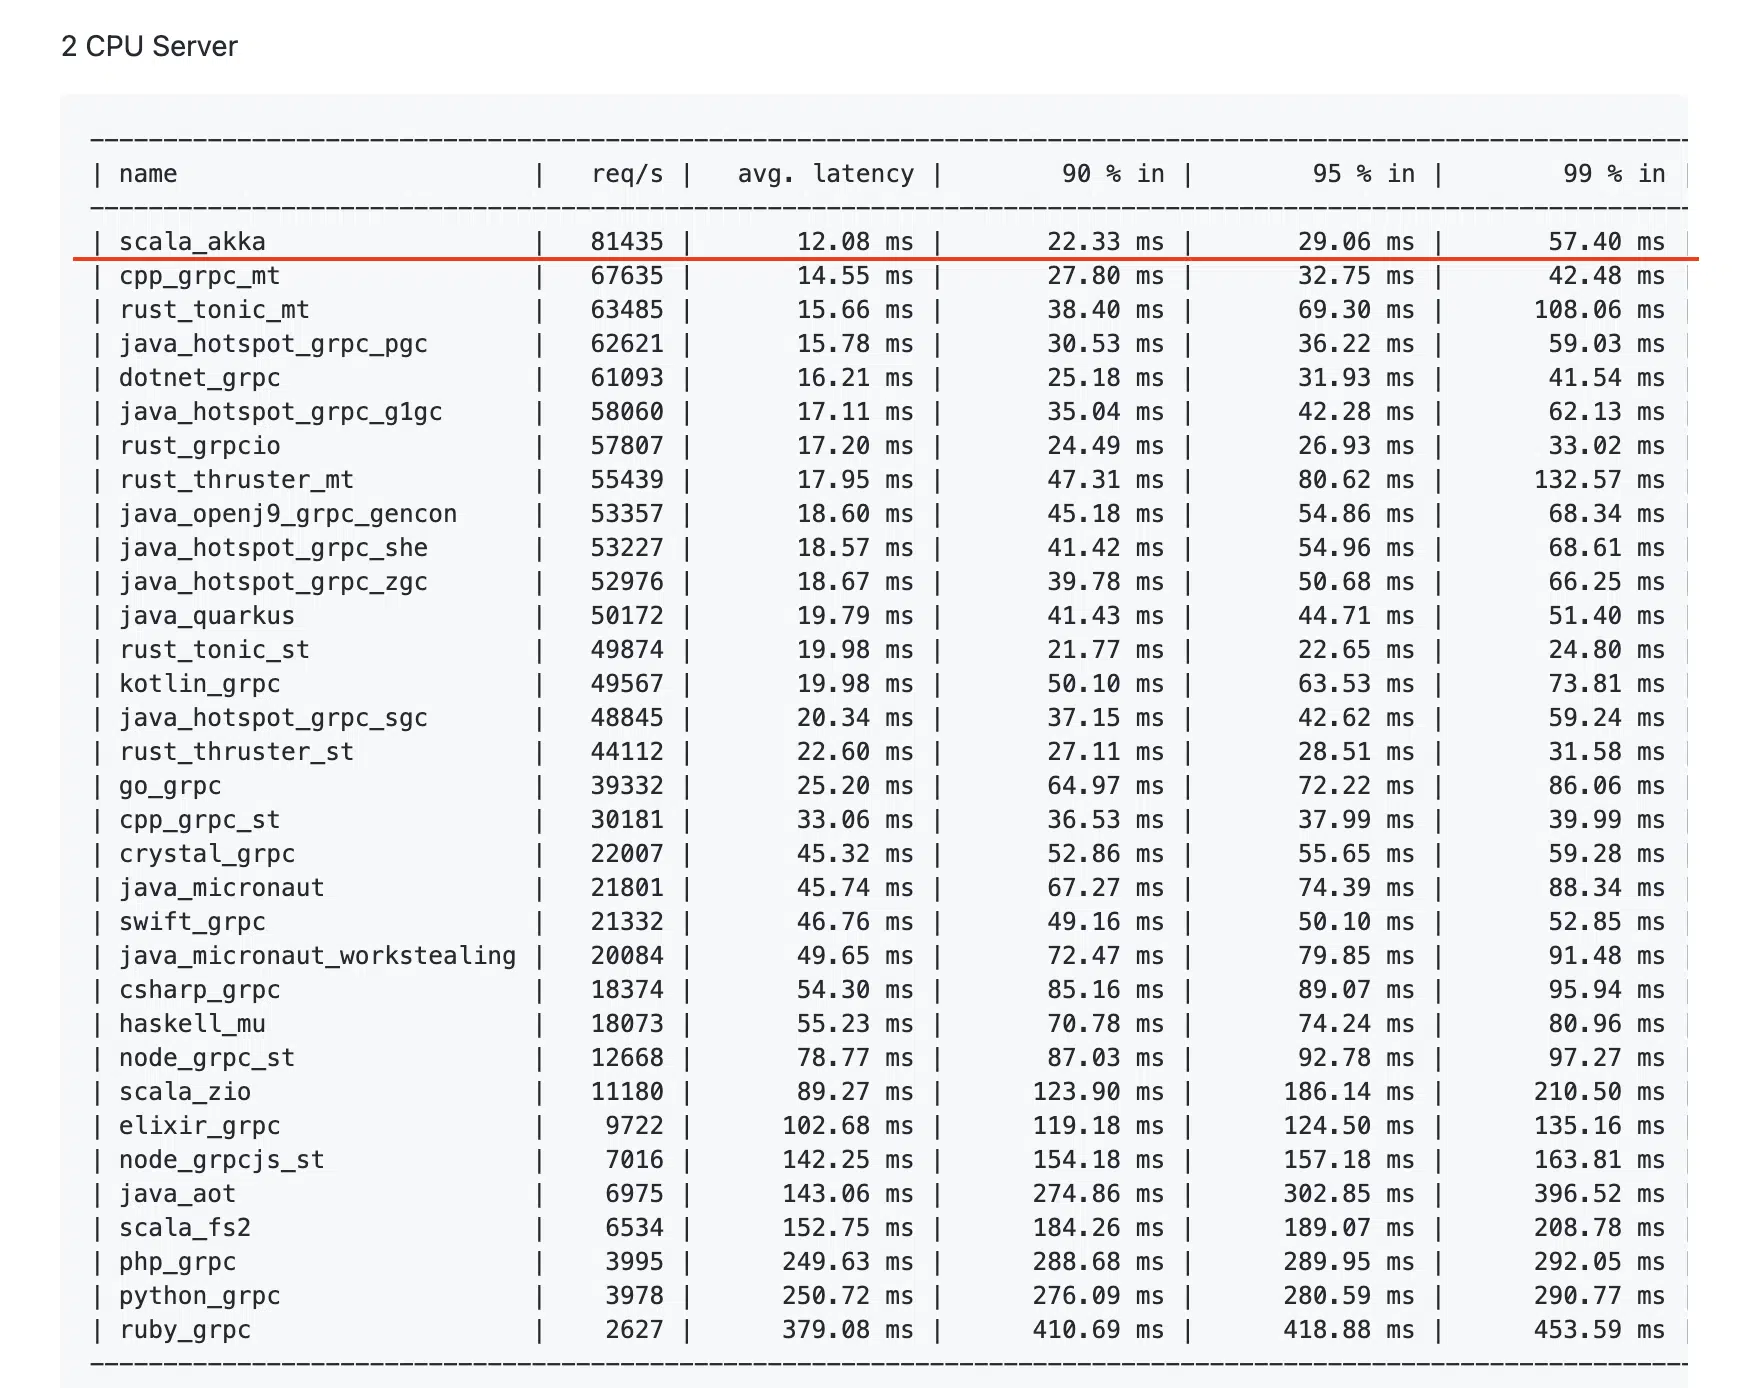 2 CPU Server
------------------------------------------------------------------------------------------------------------
| name                         |   req/s |   avg. latency |        90 % in |        95 % in |        99 % in |
------------------------------------------------------------------------------------------------------------
| scala_akka                   |   81435 |       12.08 ms |       22.33 ms |       29.06 ms |       57.40 ms |
| cpp_grpc_mt                  |   67635 |       14.55 ms |       27.80 ms |       32.75 ms |       42.48 ms |
| rust_tonic_mt                |   63485 |       15.66 ms |       38.40 ms |       69.30 ms |      108.06 ms |
| java_hotspot_grpc_pgc        |   62621 |       15.78 ms |       30.53 ms |       36.22 ms |       59.03 ms |
| dotnet_grpc                  |   61093 |       16.21 ms |       25.18 ms |       31.93 ms |       41.54 ms |
| java_hotspot_grpc_g1gc       |   58060 |       17.11 ms |       35.04 ms |       42.28 ms |       62.13 ms |
| rust_grpcio                  |   57807 |       17.20 ms |       24.49 ms |       26.93 ms |       33.02 ms |
| rust_thruster_mt             |   55439 |       17.95 ms |       47.31 ms |       80.62 ms |      132.57 ms |
| java_openj9_grpc_gencon      |   53357 |       18.60 ms |       45.18 ms |       54.86 ms |       68.34 ms |
| java_hotspot_grpc_she        |   53227 |       18.57 ms |       41.42 ms |       54.96 ms |       68.61 ms |
| java_hotspot_grpc_zgc        |   52976 |       18.67 ms |       39.78 ms |       50.68 ms |       66.25 ms |
| java_quarkus                 |   50172 |       19.79 ms |       41.43 ms |       44.71 ms |       51.40 ms |
| rust_tonic_st                |   49874 |       19.98 ms |       21.77 ms |       22.65 ms |       24.80 ms |
| kotlin_grpc                  |   49567 |       19.98 ms |       50.10 ms |       63.53 ms |       73.81 ms |
| java_hotspot_grpc_sgc        |   48845 |       20.34 ms |       37.15 ms |       42.62 ms |       59.24 ms |
| rust_thruster_st             |   44112 |       22.60 ms |       27.11 ms |       28.51 ms |       31.58 ms |
| go_grpc                      |   39332 |       25.20 ms |       64.97 ms |       72.22 ms |       86.06 ms |
| cpp_grpc_st                  |   30181 |       33.06 ms |       36.53 ms |       37.99 ms |       39.99 ms |
| crystal_grpc                 |   22007 |       45.32 ms |       52.86 ms |       55.65 ms |       59.28 ms |
| java_micronaut               |   21801 |       45.74 ms |       67.27 ms |       74.39 ms |       88.34 ms |
| swift_grpc                   |   21332 |       46.76 ms |       49.16 ms |       50.10 ms |       52.85 ms |
| java_micronaut_workstealing  |   20084 |       49.65 ms |       72.47 ms |       79.85 ms |       91.48 ms |
| csharp_grpc                  |   18374 |       54.30 ms |       85.16 ms |       89.07 ms |       95.94 ms |
| haskell_mu                   |   18073 |       55.23 ms |       70.78 ms |       74.24 ms |       80.96 ms |
| node_grpc_st                 |   12668 |       78.77 ms |       87.03 ms |       92.78 ms |       97.27 ms |
| scala_zio                    |   11180 |       89.27 ms |      123.90 ms |      186.14 ms |      210.50 ms |
| elixir_grpc                  |    9722 |      102.68 ms |      119.18 ms |      124.50 ms |      135.16 ms |
| node_grpcjs_st               |    7016 |      142.25 ms |      154.18 ms |      157.18 ms |      163.81 ms |
| java_aot                     |    6975 |      143.06 ms |      274.86 ms |      302.85 ms |      396.52 ms |
| scala_fs2                    |    6534 |      152.75 ms |      184.26 ms |      189.07 ms |      208.78 ms |
| php_grpc                     |    3995 |      249.63 ms |      288.68 ms |      289.95 ms |      292.05 ms |
| python_grpc                  |    3978 |      250.72 ms |      276.09 ms |      280.59 ms |      290.77 ms |
| ruby_grpc                    |    2627 |      379.08 ms |      410.69 ms |      418.88 ms |      453.59 ms |
------------------------------------------------------------------------------------------------------------